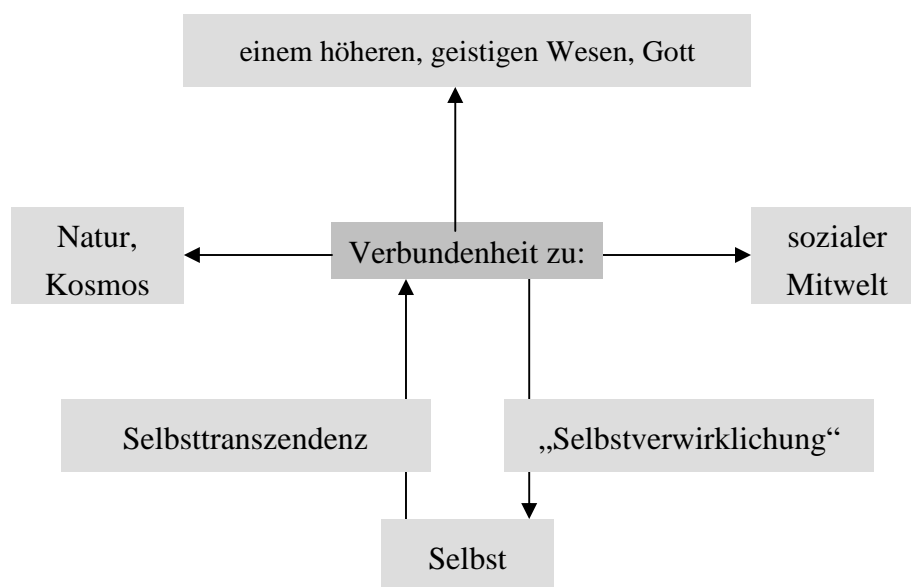 einem höheren, geistigen Wesen, Gott
Natur,
Kosmos
Verbundenheit zu:
sozialer
Mitwelt
Selbsttranszendenz
„Selbstverwirklichung“
Selbst